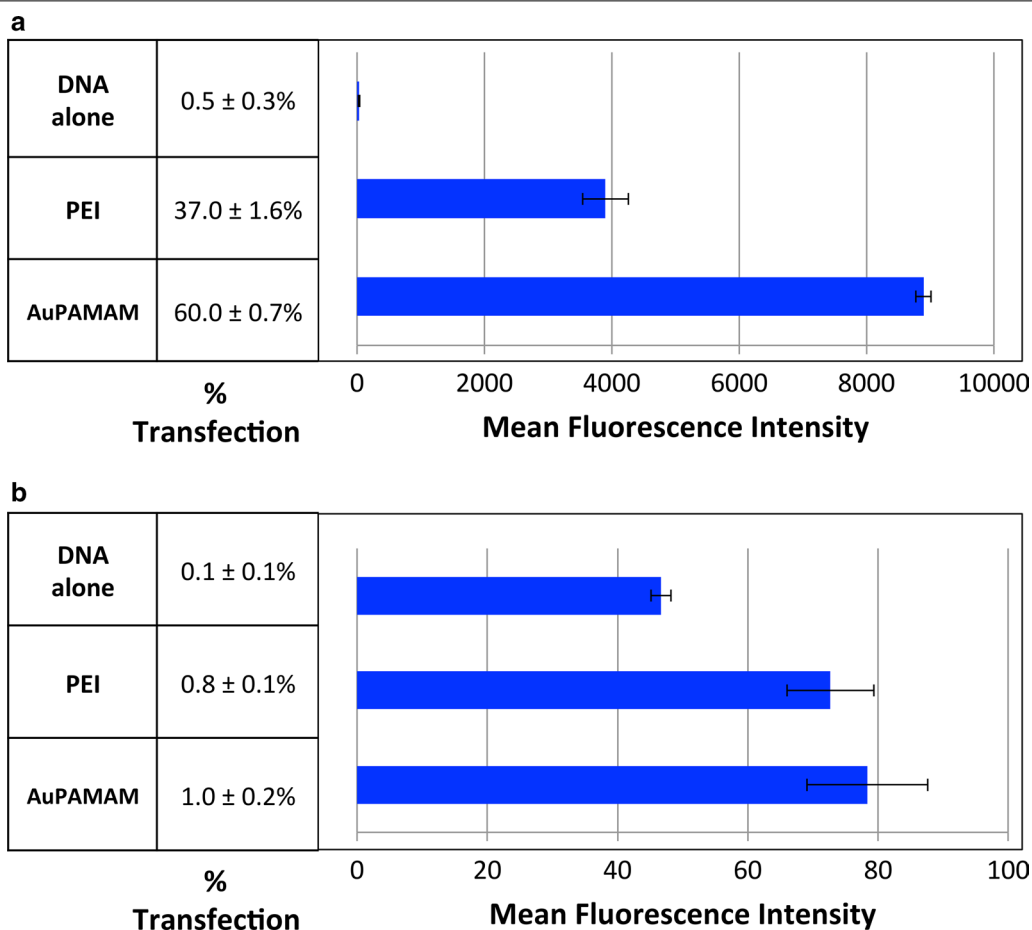 a
DNA
alone
0.5 ± 0.3%
PEI
37.0 ± 1.6%
AuPAMAM
60.0 ± 0.7%
%
Transfection
0 2000 4000 6000 8000 10000
Mean Fluorescence Intensity
b
DNA
alone
0.1 ± 0.1%
PEI
0.8 ± 0.1%
AuPAMAM
1.0 ± 0.2%
%
Transfection
0 20 40 60 80 100
Mean Fluorescence Intensity